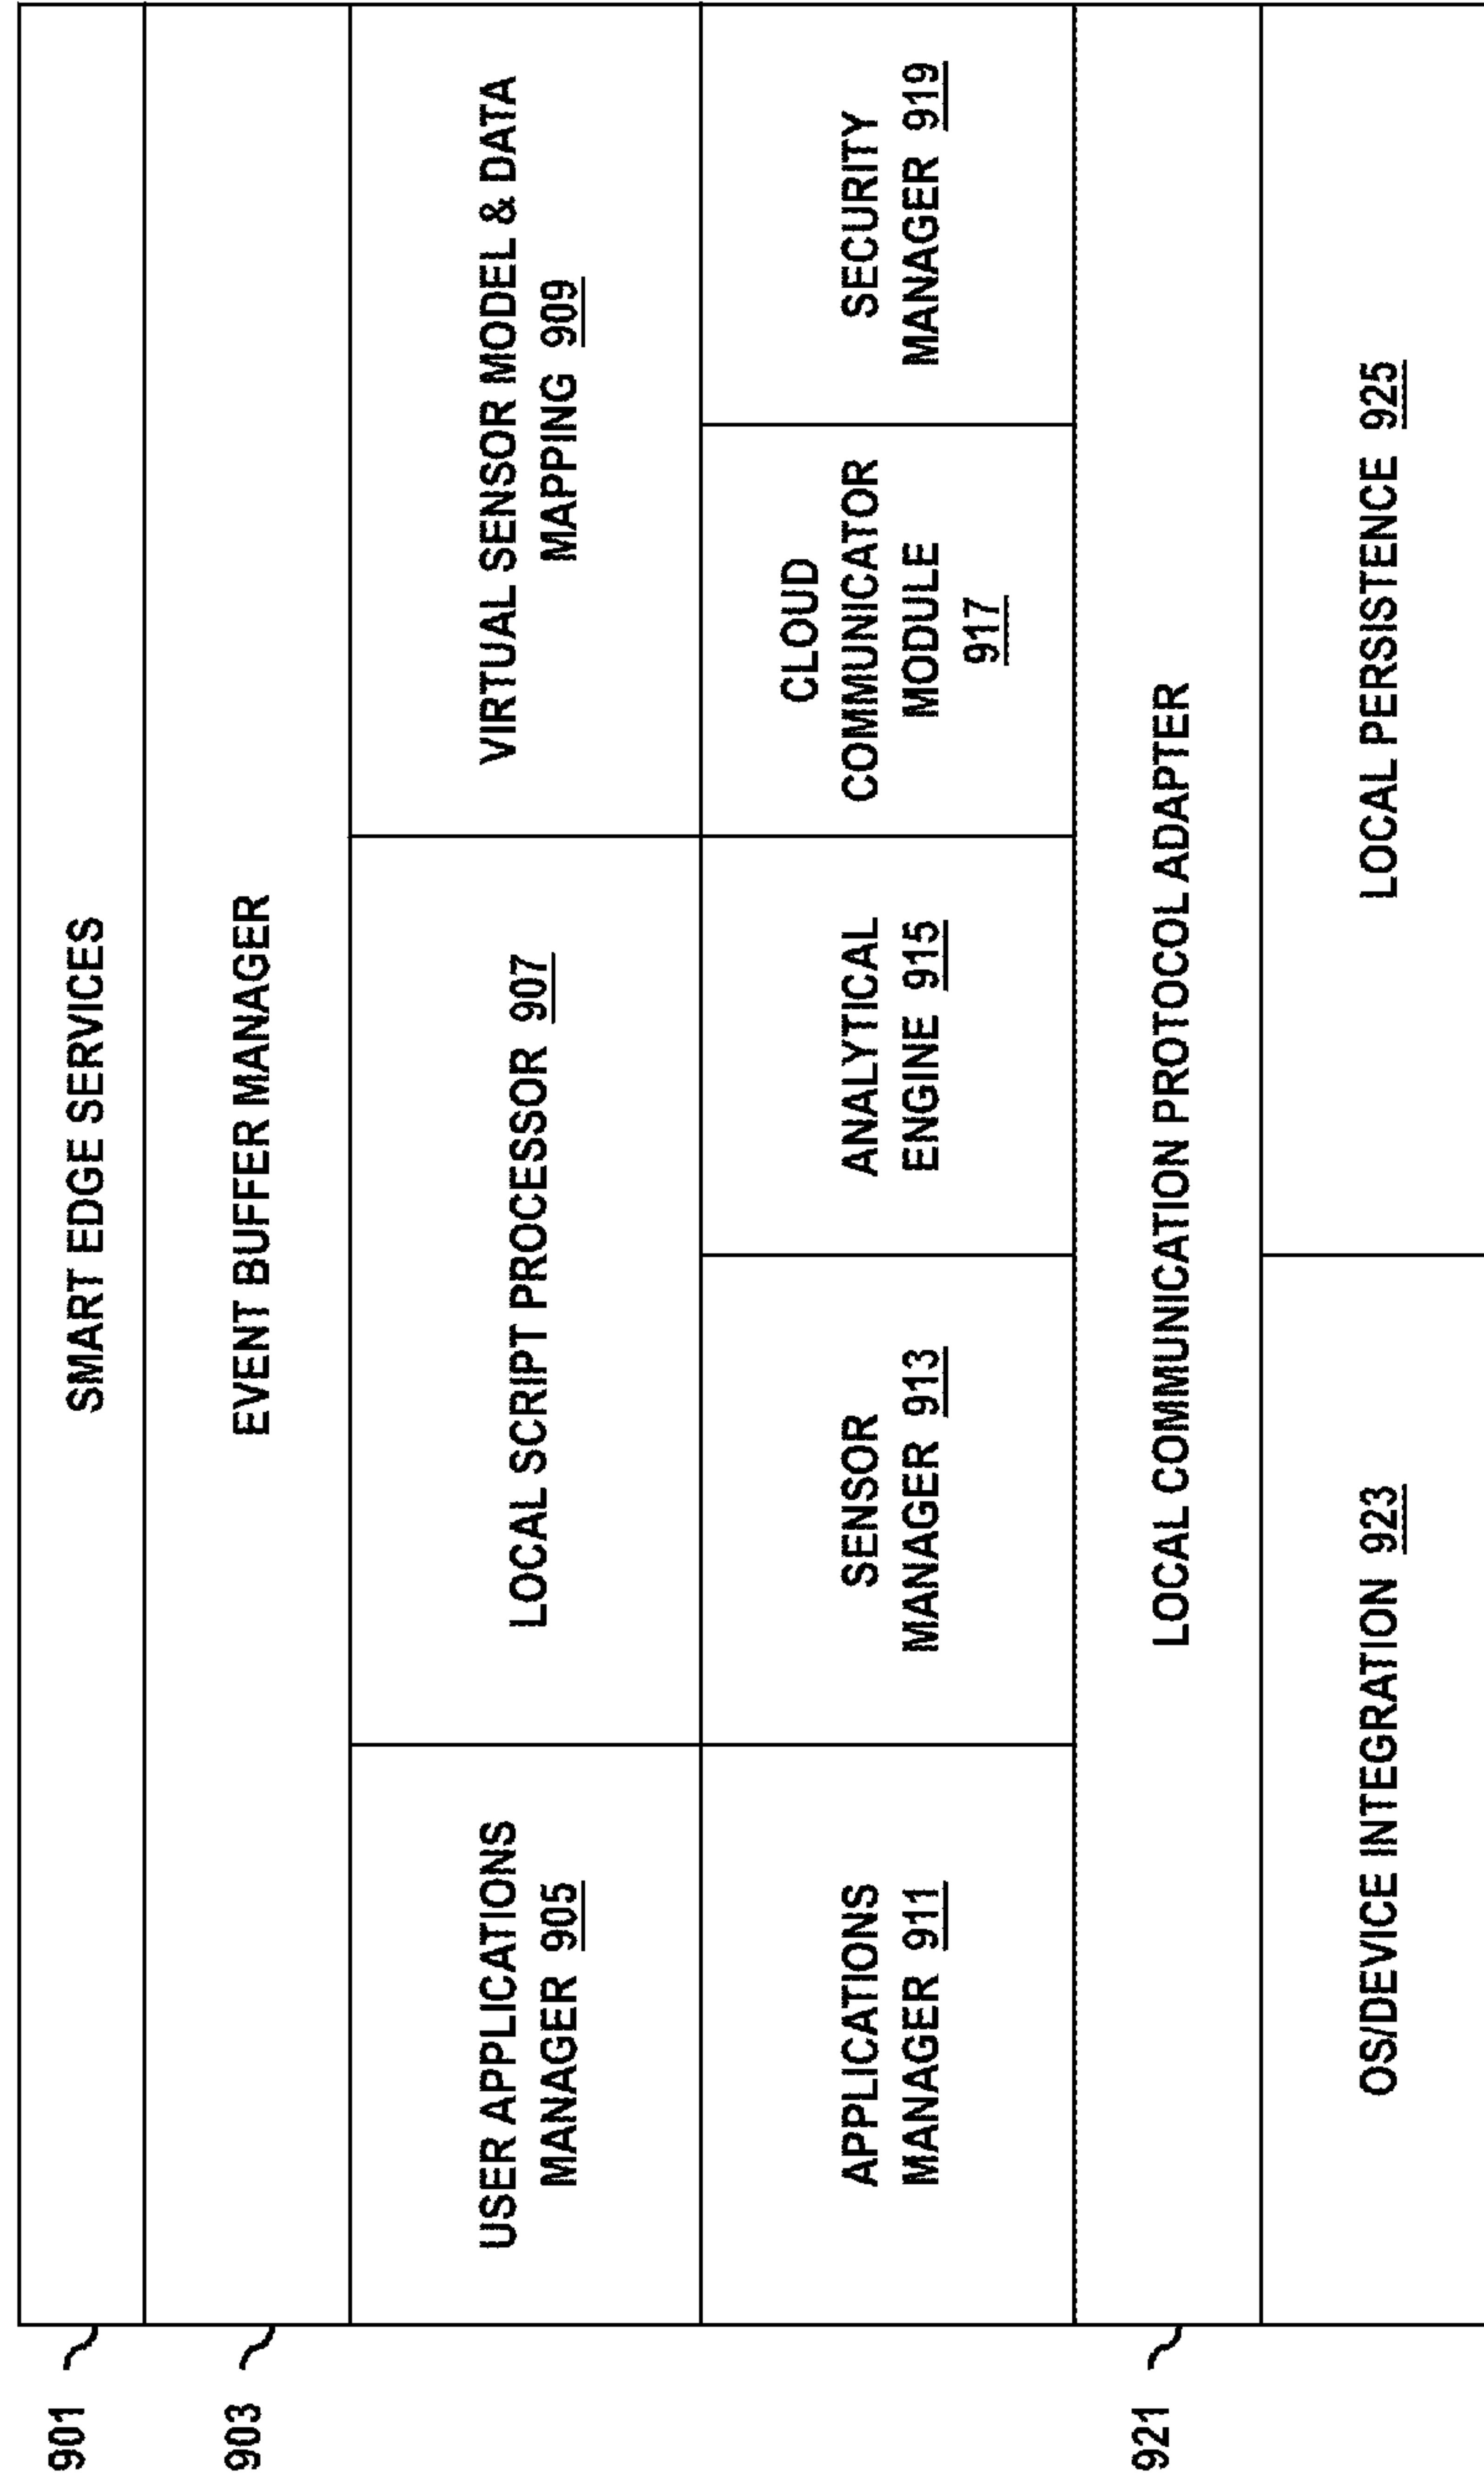 901
SMART EDGE SERVICES
903
EVENT BUFFER MANAGER
USER APPLICATIONS
MANAGER 905
LOCAL SCRIPT PROCESSOR 907
VIRTUAL SENSOR MODEL & DATA
MAPPING 909
APPLICATIONS
MANAGER 911
SENSOR
MANAGER 913
ANALYTICAL
ENGINE 915
CLOUD
COMMUNICATOR
MODULE
917
SECURITY
MANAGER 919
921
LOCAL COMMUNICATION PROTOCOL ADAPTER
OS/DEVICE INTEGRATION 923
LOCAL PERSISTENCE 925